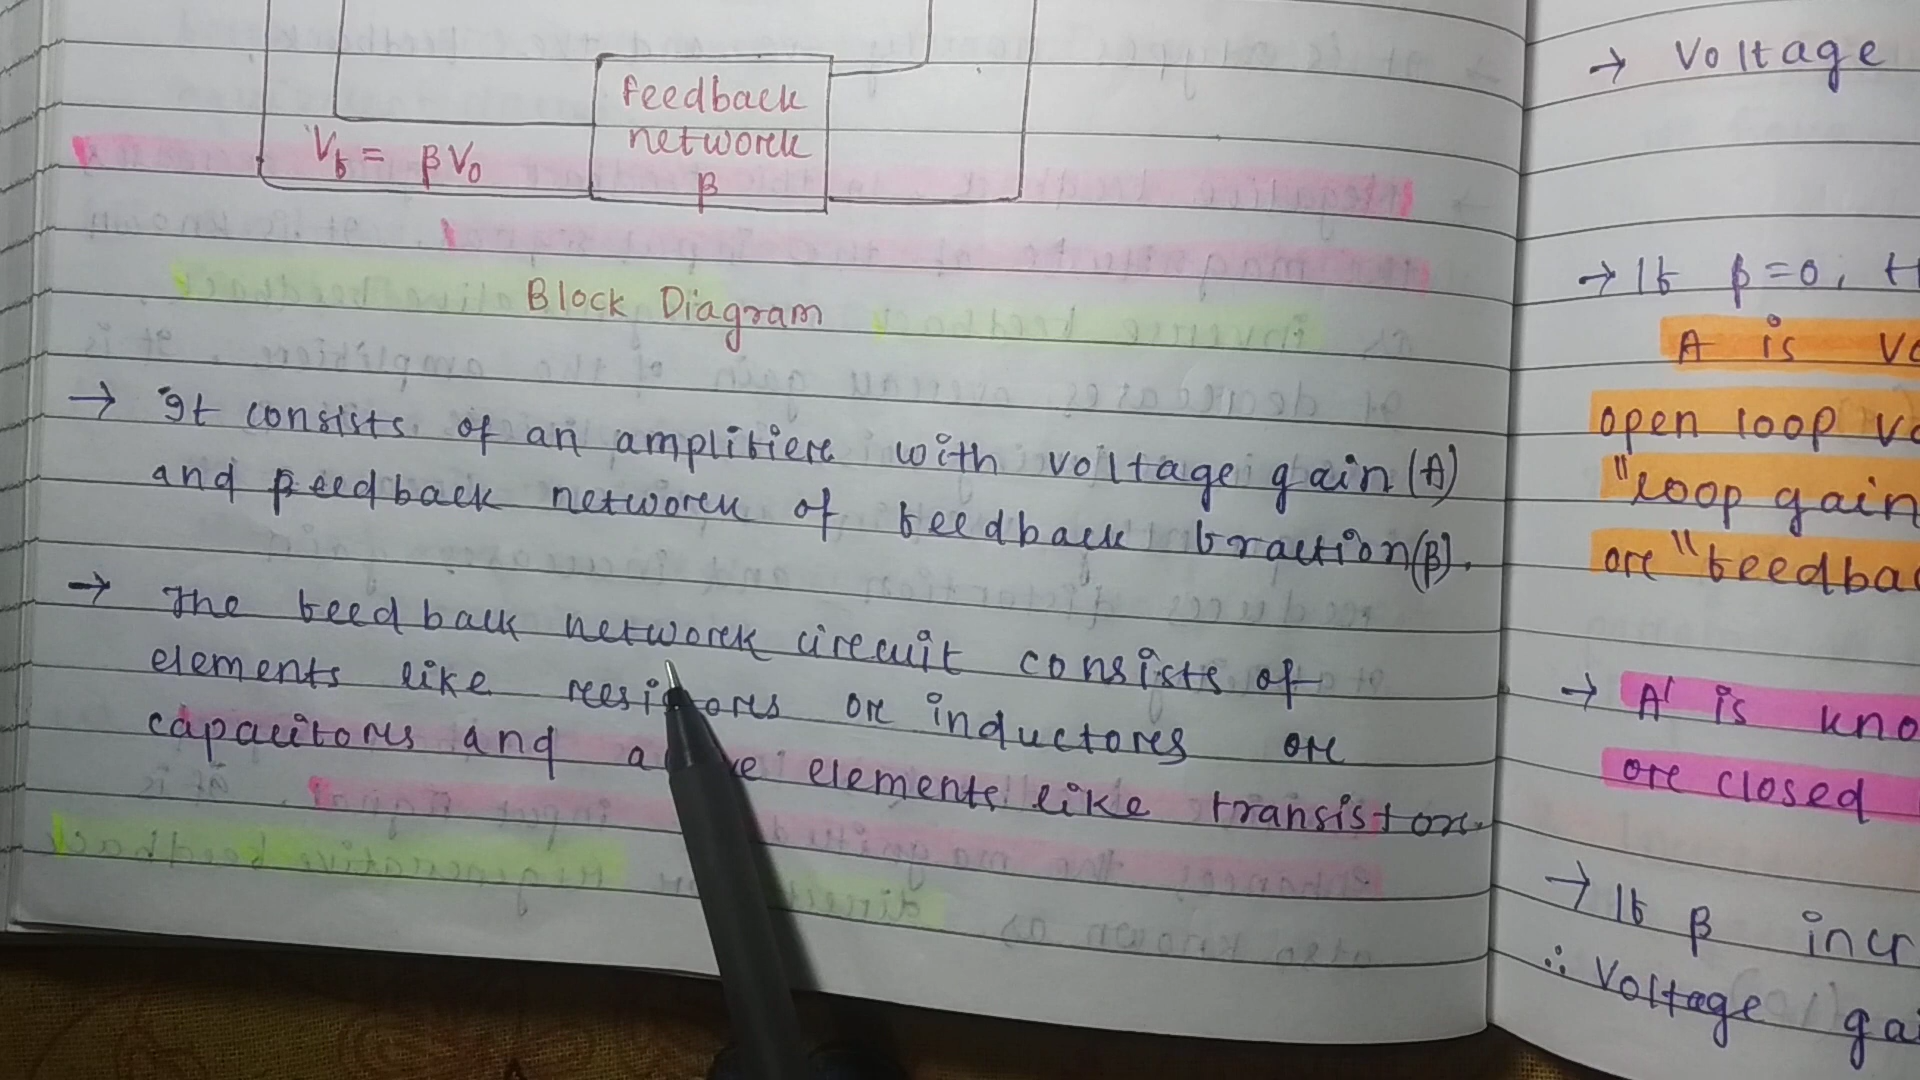 feedback
network
β
Vf = βVo
Block Diagram
→ It consists of an amplifier with voltage gain (A)
and feedback network of feedback fraction (β).
→ The feedback network circuit consists of
elements like resistors or inductors or
capacitors and elements like transistor.
→ Voltage
→ If β=0,
A is
open loop
"loop gain
or "feedba
→ A' is kno
or closed
→ If β incr
∴ Voltage ga